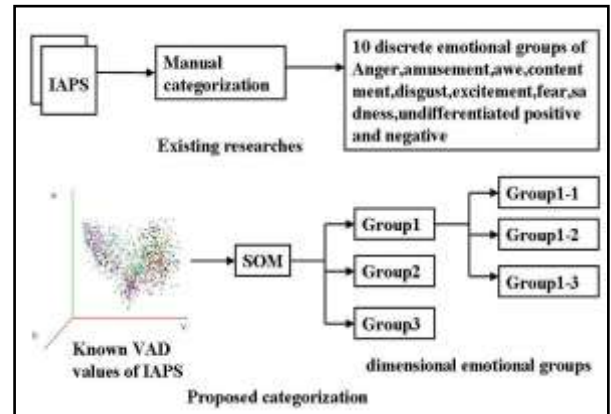 IAPS
Manual
categorization
10 discrete emotional groups of
Anger,amusement,awe,content
ment,disgust,excitement,fear,sa
dness,undifferentiated positive
and negative
Existing researches
Known VAD
values of IAPS
SOM
Group1
Group2
Group3
Group1-1
Group1-2
Group1-3
dimensional emotional groups
Proposed categorization